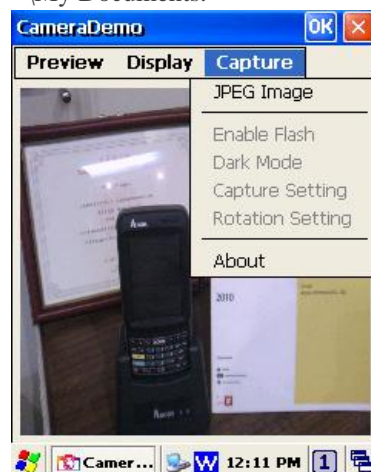 \My Documents.
CameraDemo OK
Preview Display Capture
JPEG Image
Enable Flash
Dark Mode
Capture Setting
Rotation Setting
About
2010
Camer... W 12:11 PM 1